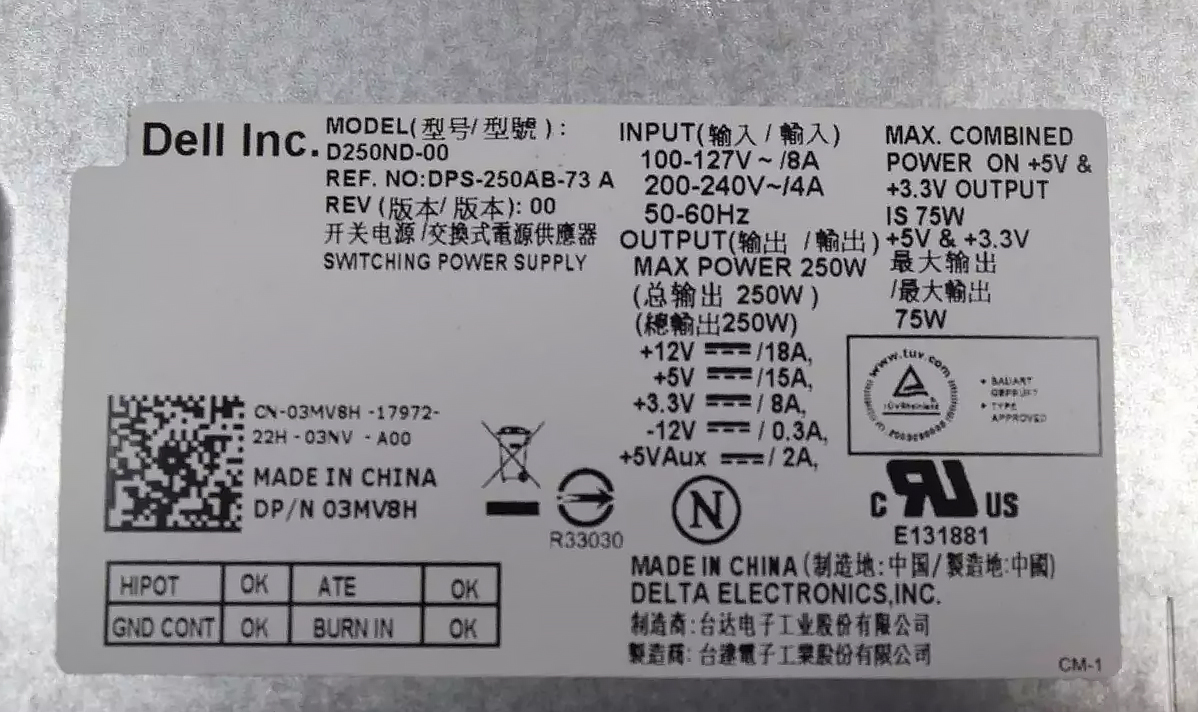 Dell Inc.
MODEL(型号/型號):
D250ND-00
REF. NO:DPS-250AB-73 A
REV (版本/版本): 00
开关电源/交換式電源供應器
SWITCHING POWER SUPPLY
INPUT(输入/輸入)
100-127V ~ /8A
200-240V~/4A
50-60Hz
OUTPUT(输出/輸出)
MAX POWER 250W
(总输出 250W)
(總輸出250W)
+12V ⎓/18A,
+5V ⎓/15A,
+3.3V ⎓/ 8A,
-12V ⎓/ 0.3A,
+5VAux ⎓/ 2A,
MAX. COMBINED
POWER ON +5V &
+3.3V OUTPUT
IS 75W
+5V & +3.3V
最大输出
/最大輸出
75W
www.tuv.com
TÜVRheinland
BAUART
GEPRÜFT
TYPE
APPROVED
CN-03MV8H -17972-
22H - 03NV - A00
MADE IN CHINA
DP/N 03MV8H
R33030
N
C RU US
E131881
HIPOT OK ATE OK
GND CONT OK BURN IN OK
MADE IN CHINA (制造地:中国/製造地:中國)
DELTA ELECTRONICS,INC.
制造商:台达电子工业股份有限公司
製造商:台達電子工業股份有限公司
CM-1